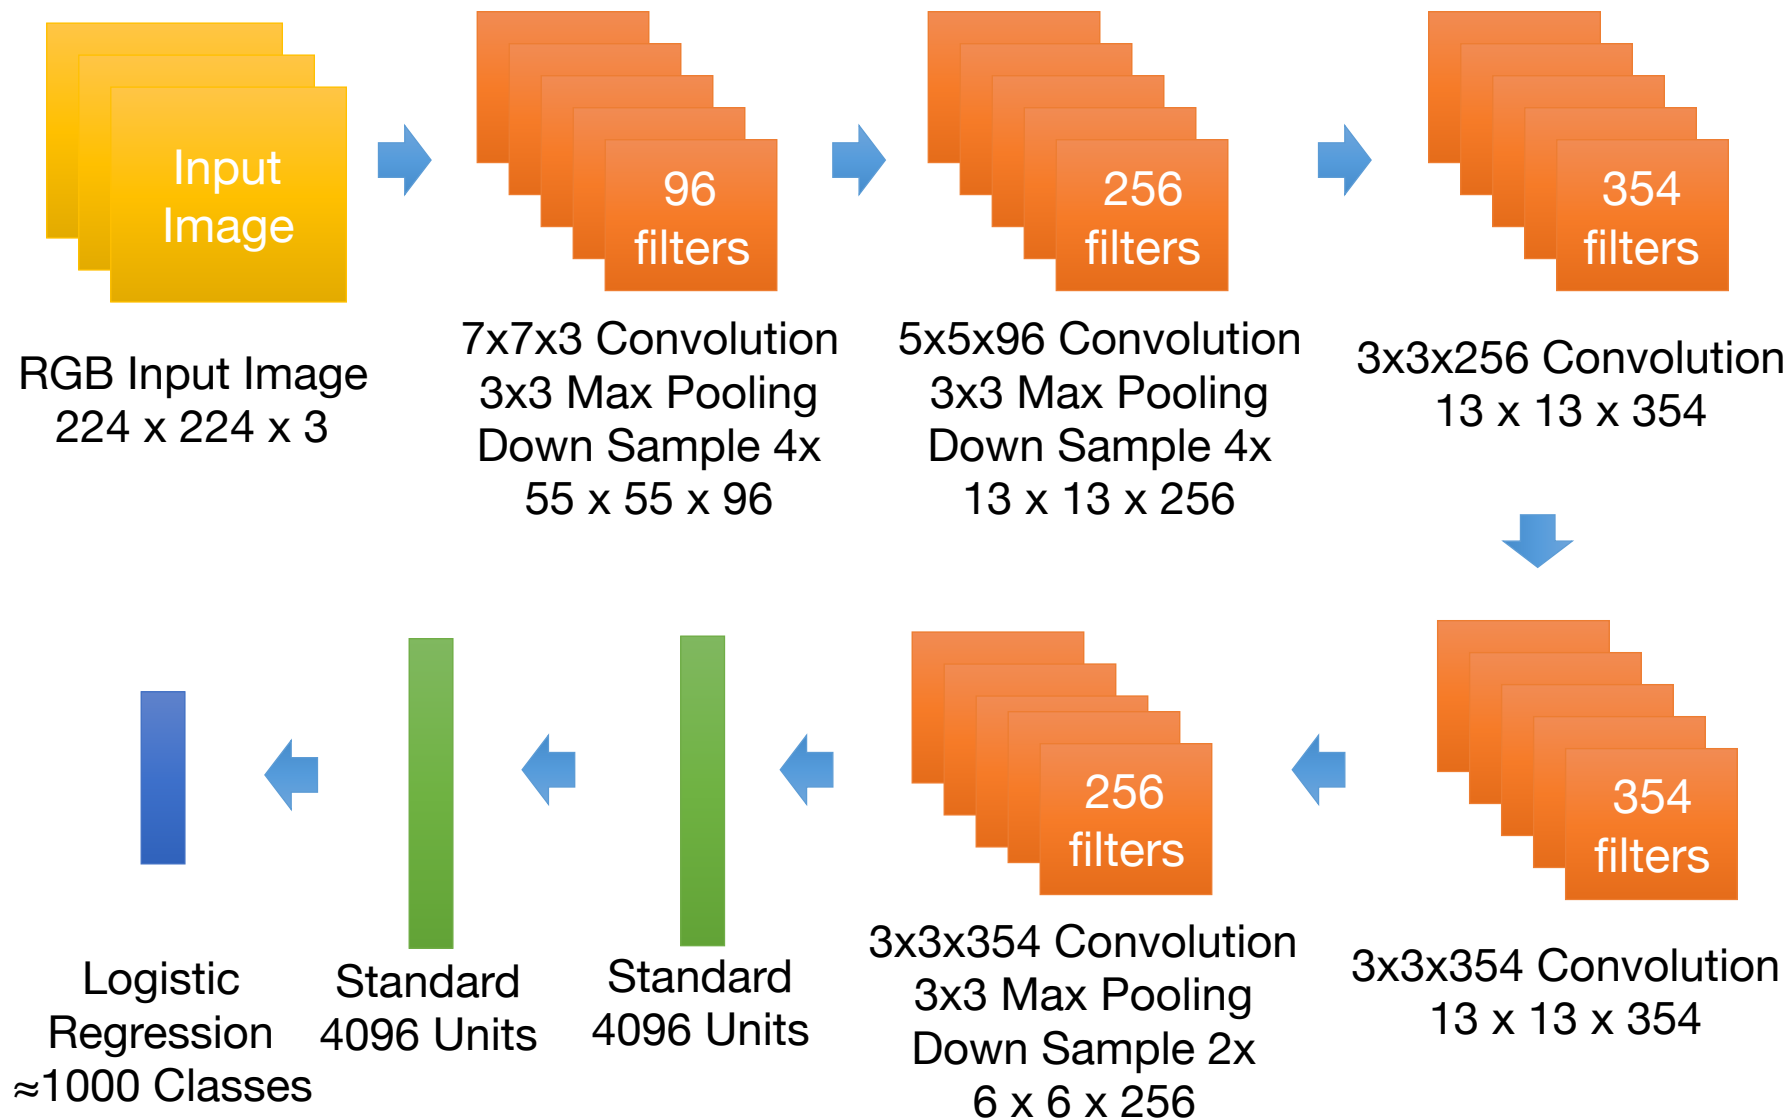 Input
Image
RGB Input Image
224 x 224 x 3
96
filters
7x7x3 Convolution
3x3 Max Pooling
Down Sample 4x
55 x 55 x 96
256
filters
5x5x96 Convolution
3x3 Max Pooling
Down Sample 4x
13 x 13 x 256
354
filters
3x3x256 Convolution
13 x 13 x 354
354
filters
3x3x354 Convolution
13 x 13 x 354
256
filters
3x3x354 Convolution
3x3 Max Pooling
Down Sample 2x
6 x 6 x 256
Standard
4096 Units
Standard
4096 Units
Logistic
Regression
≈1000 Classes